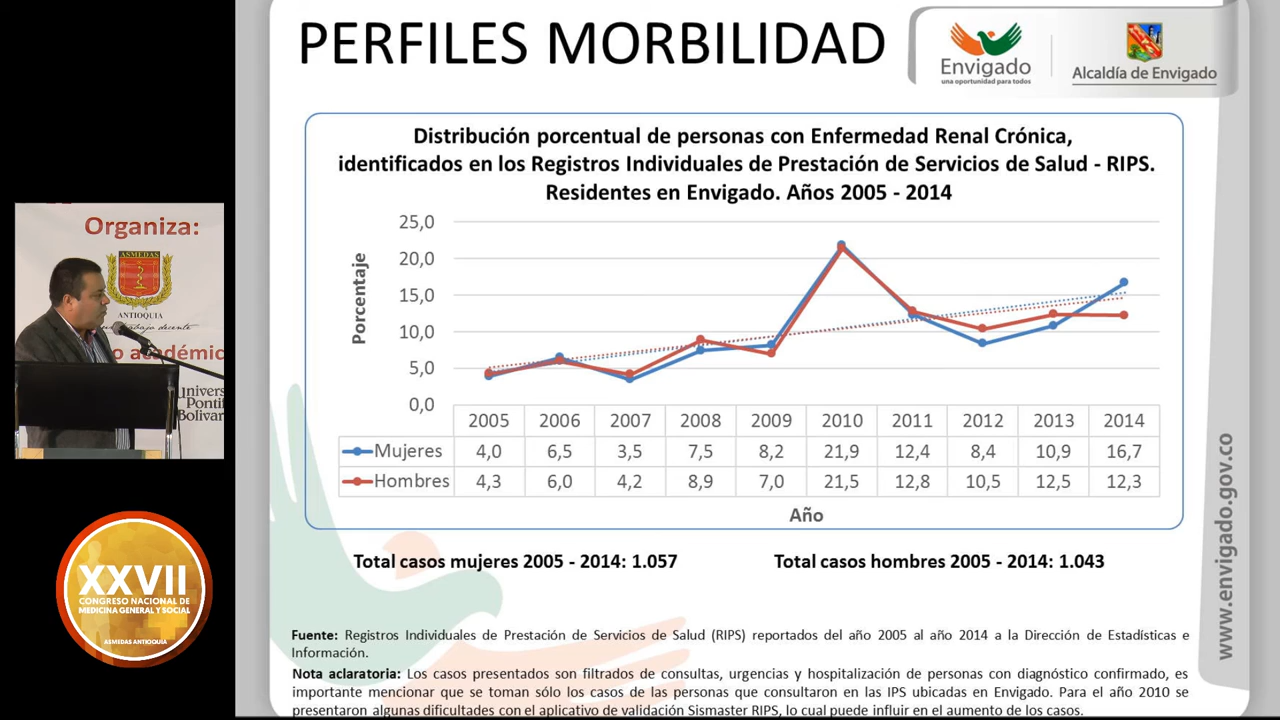 PERFILES MORBILIDAD
Envigado
una oportunidad para todos
Alcaldía de Envigado
Distribución porcentual de personas con Enfermedad Renal Crónica,
identificados en los Registros Individuales de Prestación de Servicios de Salud - RIPS.
Residentes en Envigado. Años 2005 - 2014
Porcentaje
25,0
20,0
15,0
10,0
5,0
0,0
2005 2006 2007 2008 2009 2010 2011 2012 2013 2014
Mujeres 4,0 6,5 3,5 7,5 8,2 21,9 12,4 8,4 10,9 16,7
Hombres 4,3 6,0 4,2 8,9 7,0 21,5 12,8 10,5 12,5 12,3
Año
Total casos mujeres 2005 - 2014: 1.057
Total casos hombres 2005 - 2014: 1.043
Fuente: Registros Individuales de Prestación de Servicios de Salud (RIPS) reportados del año 2005 al año 2014 a la Dirección de Estadísticas e
Información.
Nota aclaratoria: Los casos presentados son filtrados de consultas, urgencias y hospitalización de personas con diagnóstico confirmado, es
importante mencionar que se toman sólo los casos de las personas que consultaron en las IPS ubicadas en Envigado. Para el año 2010 se
presentaron algunas dificultades con el aplicativo de validación Sismaster RIPS, lo cual puede influir en el aumento de los casos.
www.envigado.gov.co
Organiza:
ASMEDAS
ANTIOQUIA
trabajo decente
académic
Univers
Pontif
Bolivar
XXVII
CONGRESO NACIONAL DE
MEDICINA GENERAL Y SOCIAL
ASMEDAS ANTIOQUIA